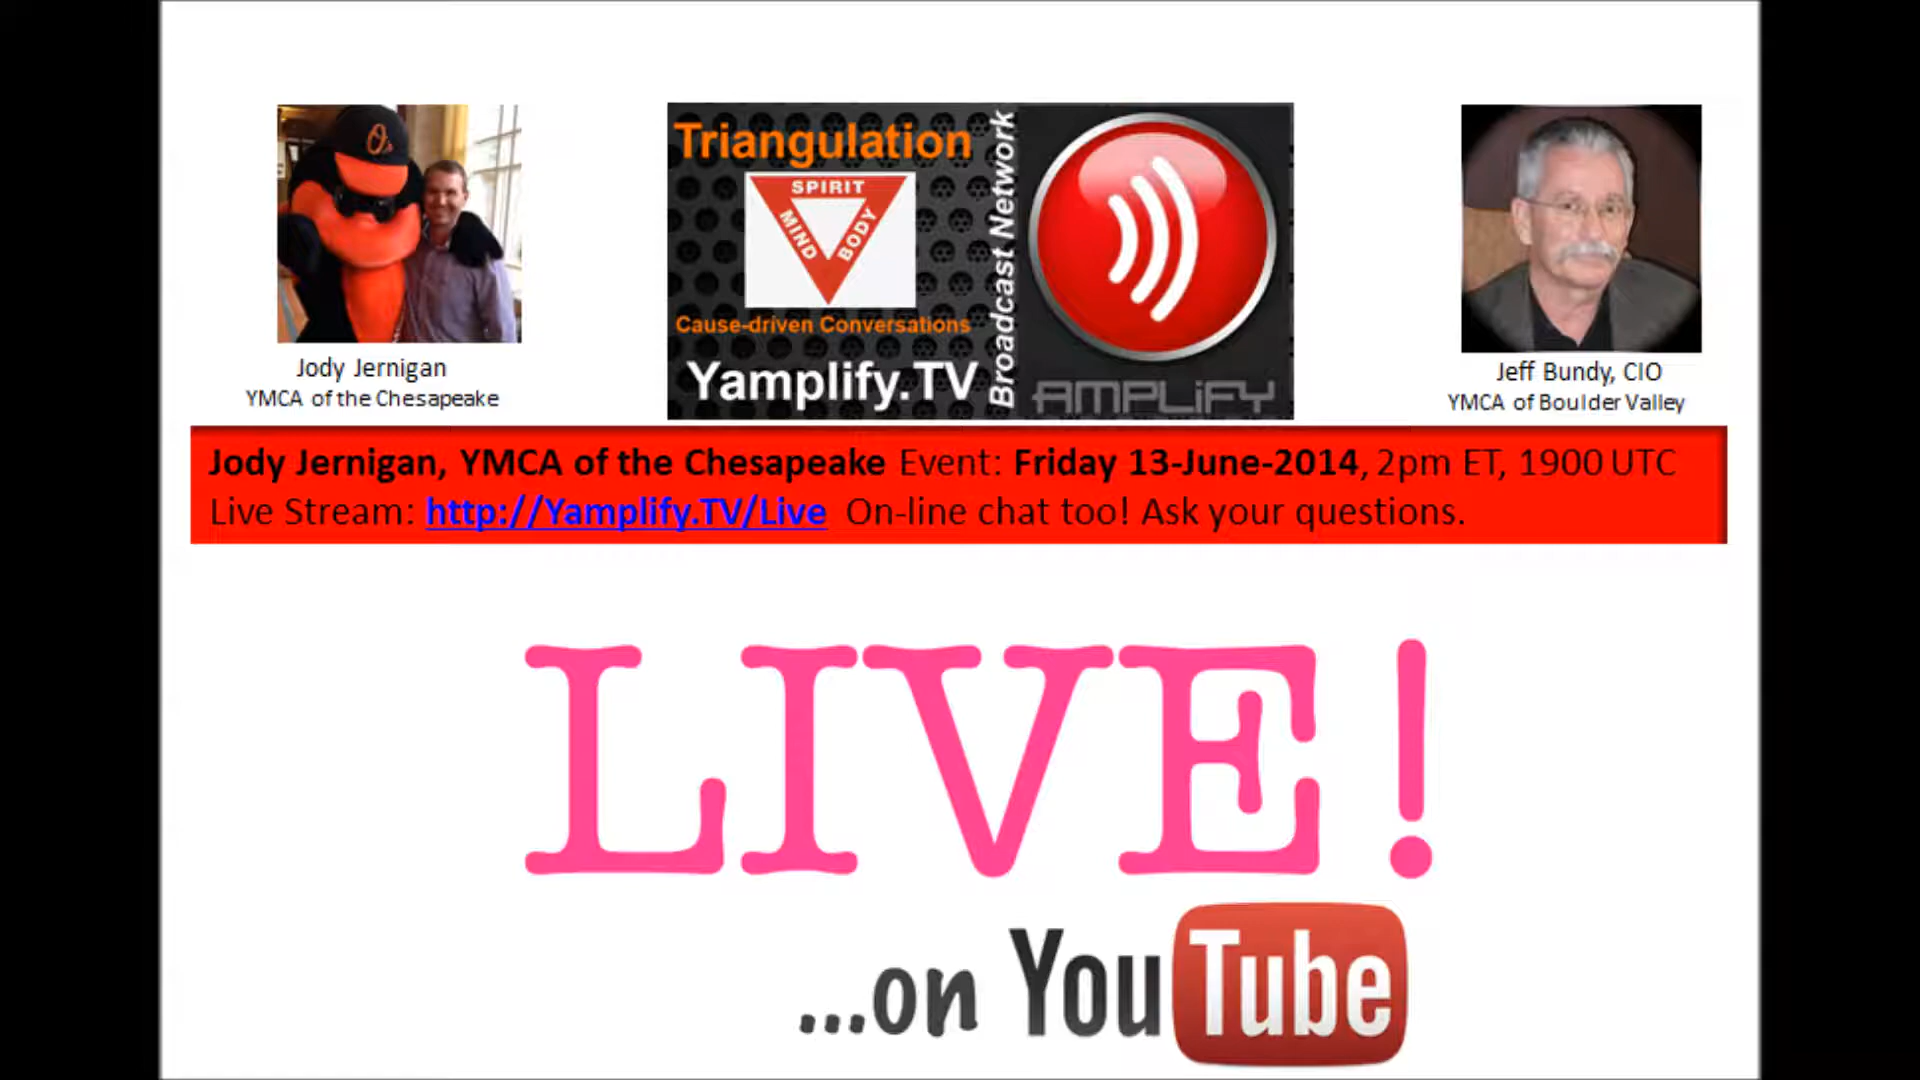 Triangulation
SPIRIT
MIND
BODY
Cause-driven Conversations
Yamplify.TV
Broadcast Network
AMPLiFY
Jody Jernigan
YMCA of the Chesapeake
Jeff Bundy, CIO
YMCA of Boulder Valley
Jody Jernigan, YMCA of the Chesapeake Event: Friday 13-June-2014, 2pm ET, 1900 UTC
Live Stream: http://Yamplify.TV/Live On-line chat too! Ask your questions.
LIVE!
...on YouTube